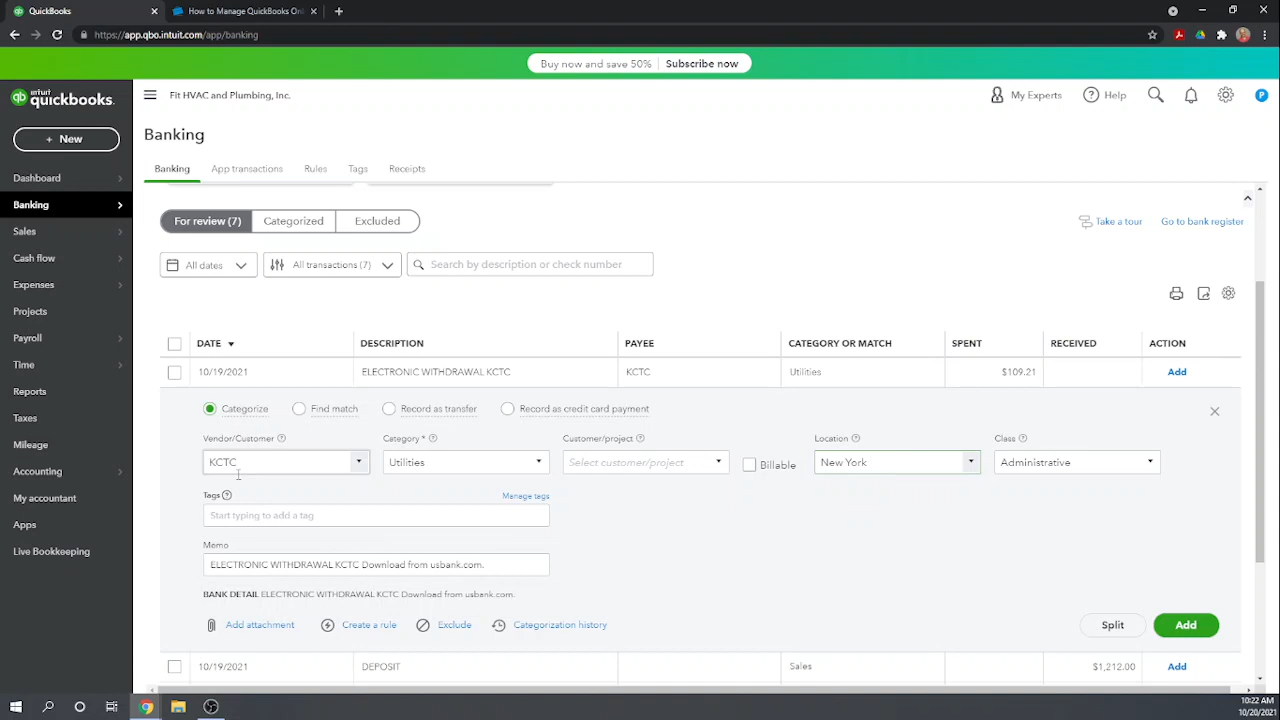 QuickBooks
How to Manage QuickBooks Onl
https://app.qbo.intuit.com/app/banking
Buy now and save 50% Subscribe now
intuit quickbooks.
Fit HVAC and Plumbing, Inc.
My Experts
Help
P
+ New
Banking
Banking
App transactions
Rules
Tags
Receipts
Dashboard
Banking
Sales
Cash flow
Expenses
Projects
Payroll
Time
Reports
Taxes
Mileage
Accounting
My accountant
Apps
Live Bookkeeping
For review (7)
Categorized
Excluded
Take a tour
Go to bank register
All dates
All transactions (7)
Search by description or check number
DATE DESCRIPTION PAYEE CATEGORY OR MATCH SPENT RECEIVED ACTION
10/19/2021 ELECTRONIC WITHDRAWAL KCTC KCTC Utilities $109.21 Add
Categorize Find match Record as transfer Record as credit card payment
Vendor/Customer Category * Customer/project Location Class
KCTC Utilities Select customer/project Billable New York Administrative
Tags Manage tags
Start typing to add a tag
Memo
ELECTRONIC WITHDRAWAL KCTC Download from usbank.com.
BANK DETAIL ELECTRONIC WITHDRAWAL KCTC Download from usbank.com.
Add attachment Create a rule Exclude Categorization history
Split Add
10/19/2021 DEPOSIT Sales $1,212.00 Add
10:22 AM
10/20/2021